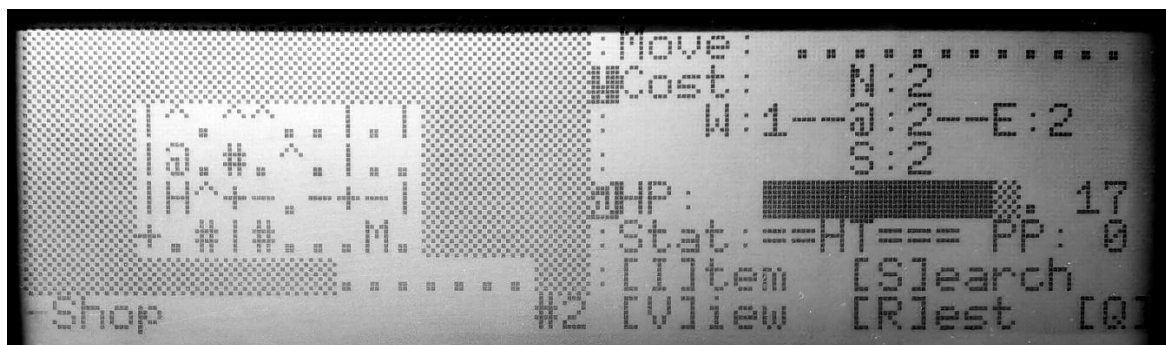 :Move: ............
Cost: N:2
|^.^^..|.| : W:1--@:2--E:2
|@.#.^.|.. : S:2
|H^+-.-+-| @HP: . 17
+.#|#...M. :Stat:==HT=== PP: 0
........ :[I]tem [S]earch
-Shop #2 [V]iew [R]est [Q]